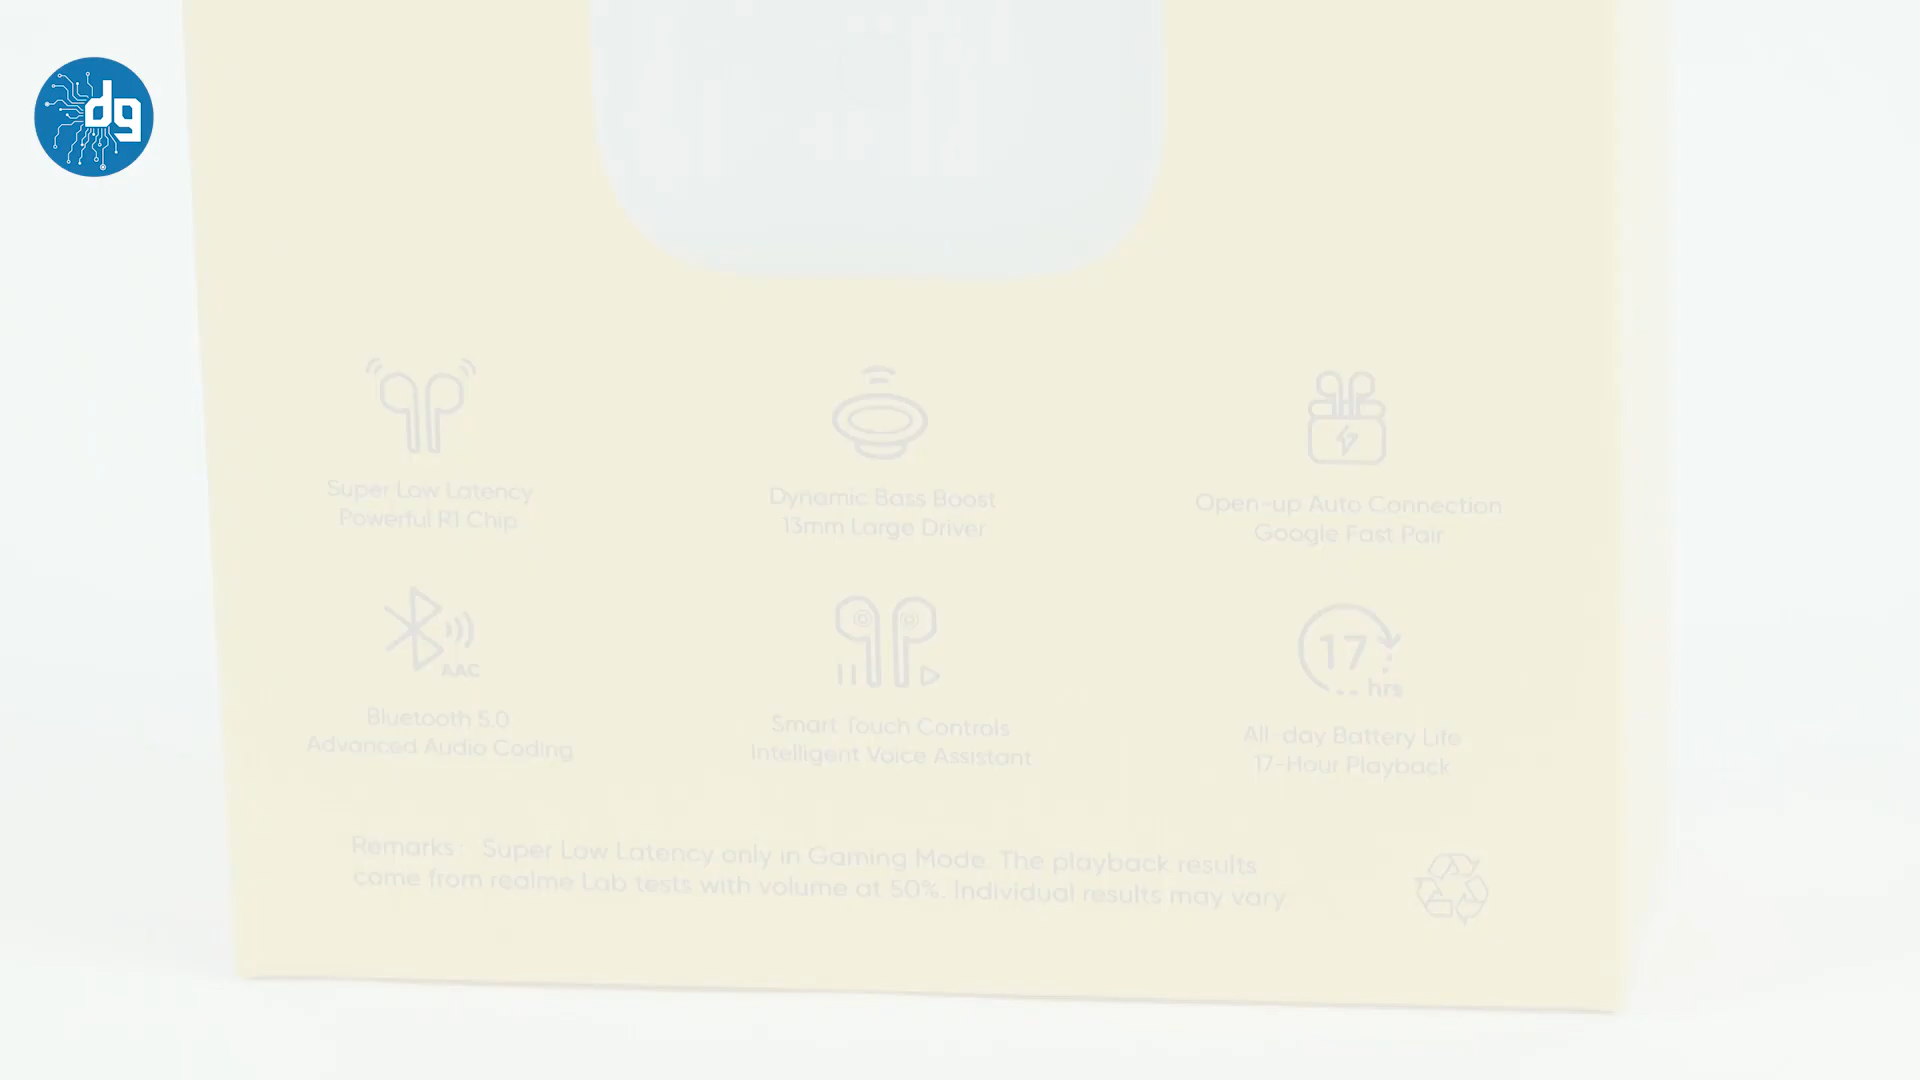 dg
Super Low Latency
Powerful R1 Chip
Dynamic Bass Boost
13mm Large Driver
Open-up Auto Connection
Google Fast Pair
AAC
Bluetooth 5.0
Advanced Audio Coding
Smart Touch Controls
Intelligent Voice Assistant
17
hrs
All-day Battery Life
17-Hour Playback
Remarks: Super Low Latency only in Gaming Mode. The playback results
come from realme Lab tests with volume at 50%. Individual results may vary